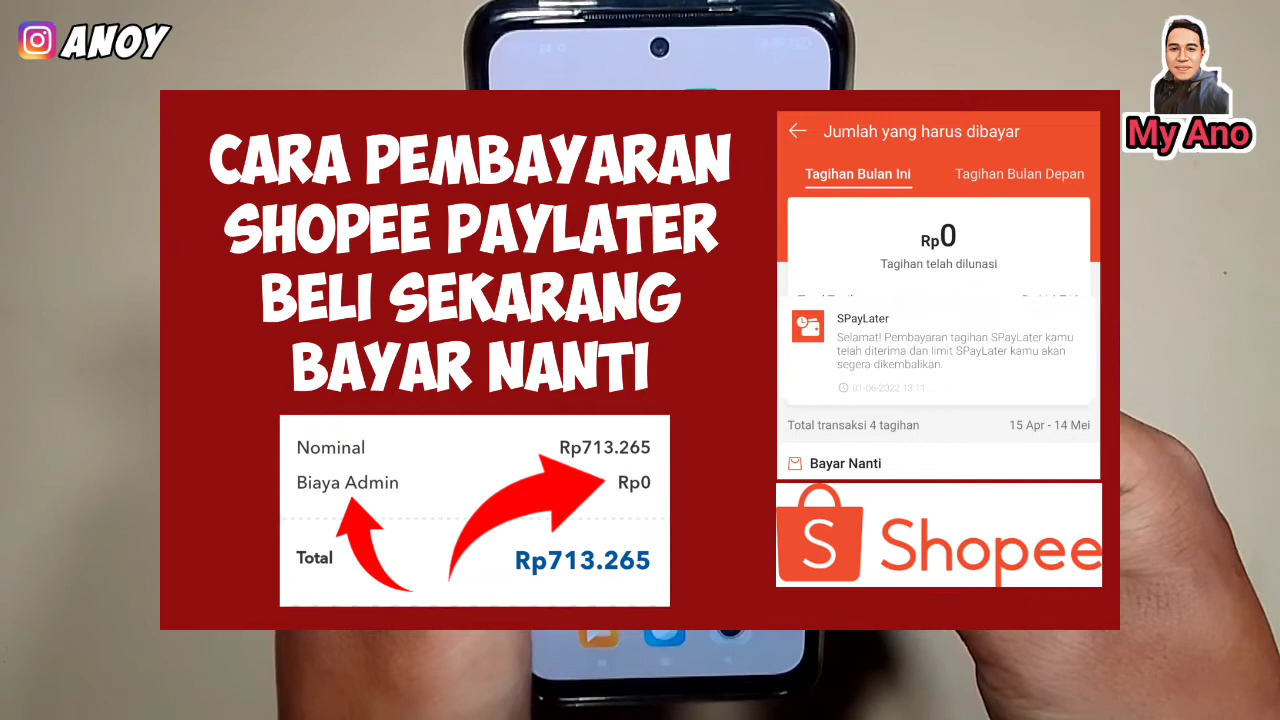 ANOY
My Ano
CARA PEMBAYARAN
SHOPEE PAYLATER
BELI SEKARANG
BAYAR NANTI
Nominal Rp713.265
Biaya Admin Rp0
Total Rp713.265
Jumlah yang harus dibayar
Tagihan Bulan Ini Tagihan Bulan Depan
Rp0
Tagihan telah dilunasi
SPayLater
Selamat! Pembayaran tagihan SPayLater kamu
telah diterima dan limit SPayLater kamu akan
segera dikembalikan.
01-06-2022 13 11...
Total transaksi 4 tagihan 15 Apr - 14 Mei
Bayar Nanti
S
Shopee